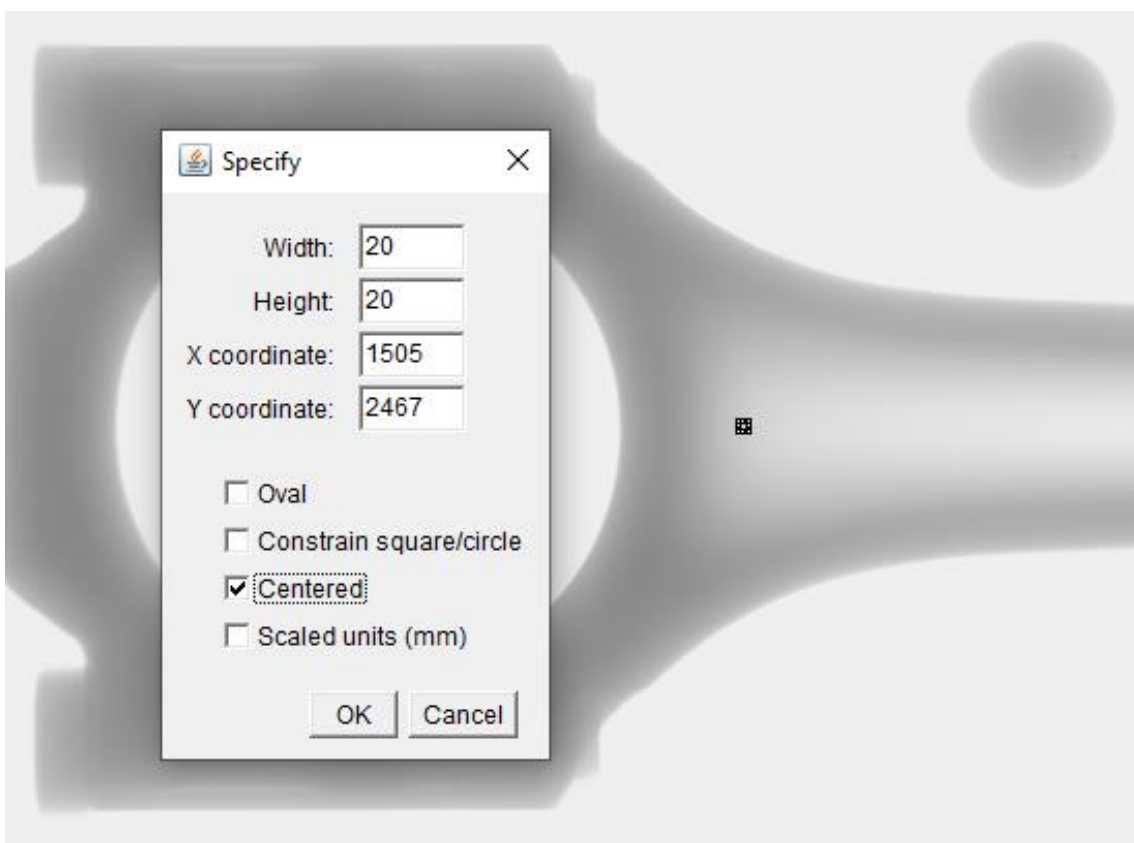 Specify
Width: 20
Height: 20
X coordinate: 1505
Y coordinate: 2467
Oval
Constrain square/circle
Centered
Scaled units (mm)
OK Cancel